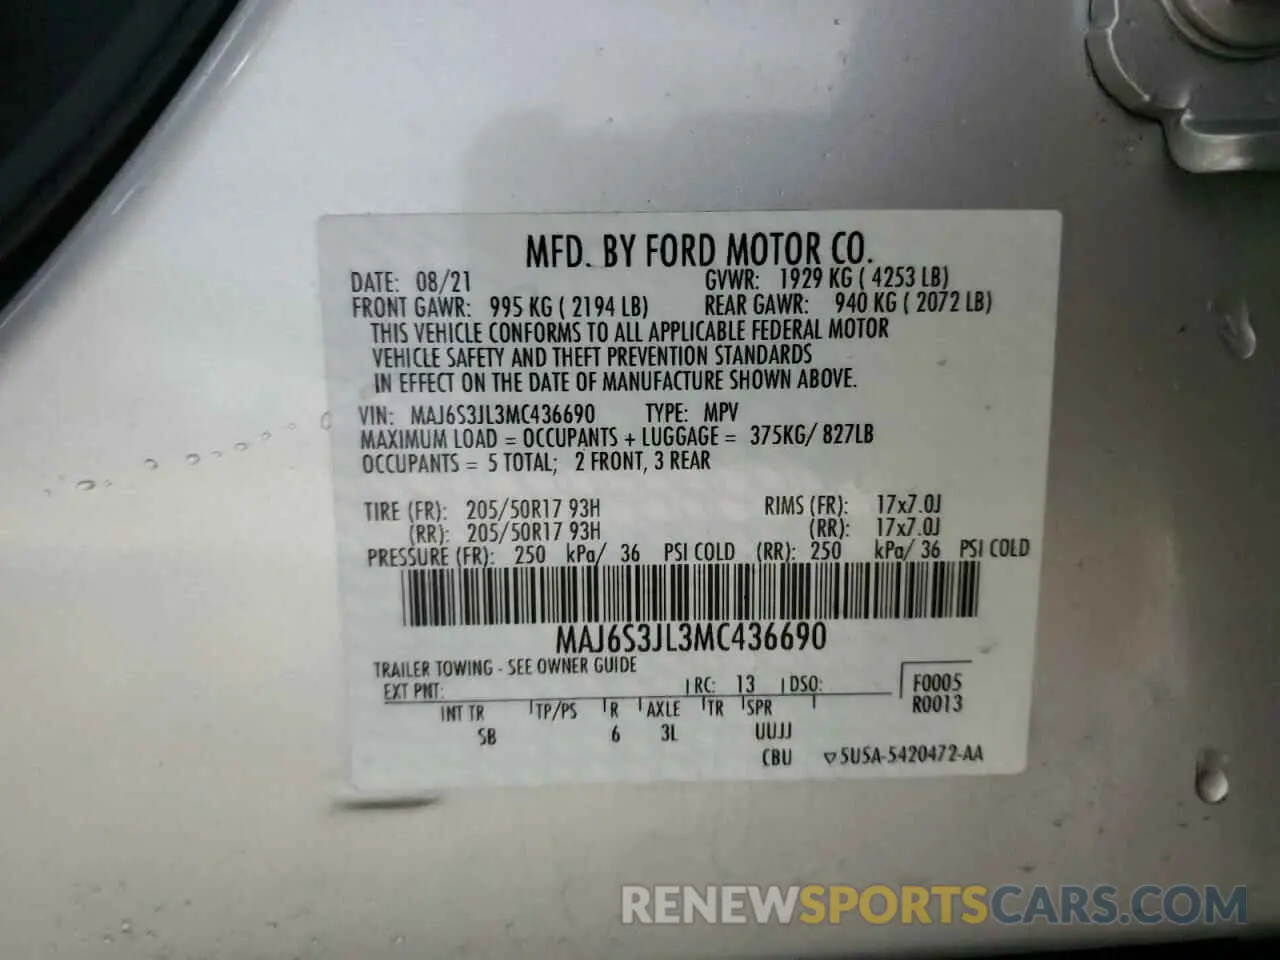 MFD. BY FORD MOTOR CO.
DATE: 08/21 GVWR: 1929 KG ( 4253 LB)
FRONT GAWR: 995 KG ( 2194 LB) REAR GAWR: 940 KG ( 2072 LB)
THIS VEHICLE CONFORMS TO ALL APPLICABLE FEDERAL MOTOR
VEHICLE SAFETY AND THEFT PREVENTION STANDARDS
IN EFFECT ON THE DATE OF MANUFACTURE SHOWN ABOVE.
VIN: MAJ6S3JL3MC436690 TYPE: MPV
MAXIMUM LOAD = OCCUPANTS + LUGGAGE = 375KG/ 827LB
OCCUPANTS = 5 TOTAL; 2 FRONT, 3 REAR
TIRE (FR): 205/50R17 93H RIMS (FR): 17x7.0J
(RR): 205/50R17 93H (RR): 17x7.0J
PRESSURE (FR): 250 kPa/ 36 PSI COLD (RR): 250 kPa/ 36 PSI COLD
MAJ6S3JL3MC436690
TRAILER TOWING - SEE OWNER GUIDE
EXT PNT: RC: 13 DSO: F0005
R0013
INT TR TP/PS R AXLE TR SPR
5B 6 3L UUJJ
CBU ▽5U5A-5420472-AA
RENEWSPORTSCARS.COM